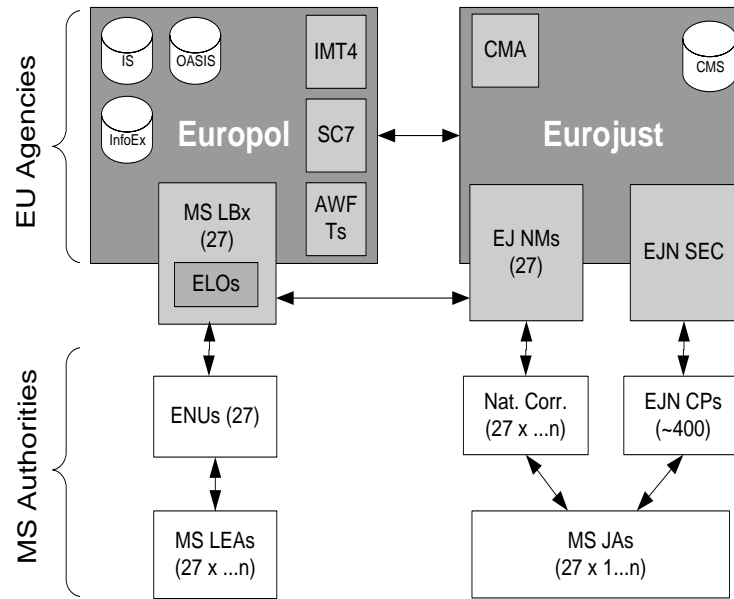 EU Agencies
IS
OASIS
InfoEx
Europol
IMT4
SC7
AWF
Ts
MS LBx
(27)
ELOs
CMA
CMS
Eurojust
EJ NMs
(27)
EJN SEC
MS Authorities
ENUs (27)
Nat. Corr.
(27 x ...n)
EJN CPs
(~400)
MS LEAs
(27 x ...n)
MS JAs
(27 x 1...n)